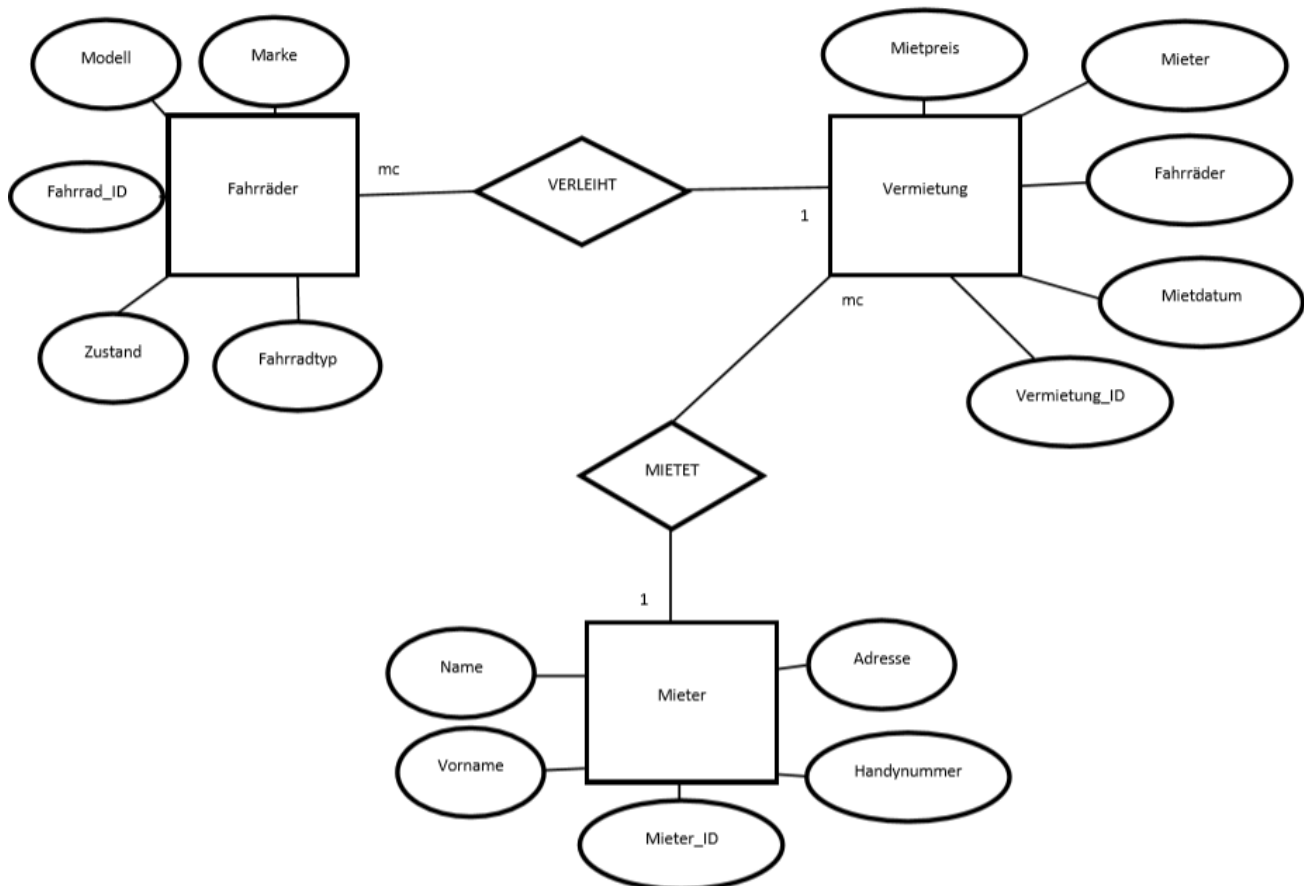 Modell
Marke
Mietpreis
Mieter
Fahrrad_ID
Fahrräder
mc
VERLEIHT
1
Vermietung
Fahrräder
Mietdatum
Zustand
Fahrradtyp
mc
Vermietung_ID
MIETET
1
Name
Mieter
Adresse
Vorname
Handynummer
Mieter_ID